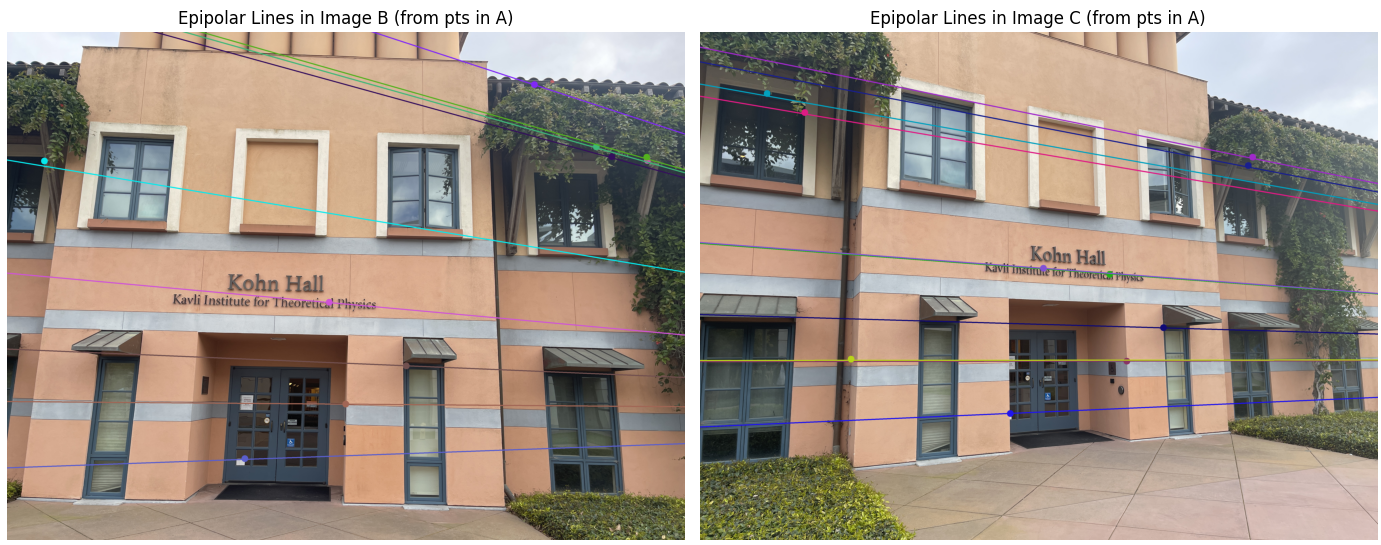 Epipolar Lines in Image B (from pts in A)
Kohn Hall
Kavli Institute for Theoretical Physics
Epipolar Lines in Image C (from pts in A)
Kohn Hall
Kavli Institute for Theoretical Physics